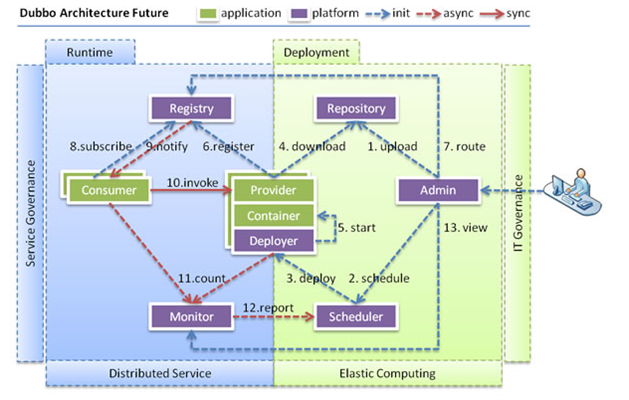 Dubbo Architecture Future
application
platform
init
async
sync
Runtime
Deployment
Registry
Repository
8.subscribe
9.notify
6.register
4. download
1. upload
7. route
Consumer
10.invoke
Provider
Admin
Container
5. start
13. view
Deployer
Service Governance
IT Governance
11.count
3. deploy
2. schedule
Monitor
12.report
Scheduler
Distributed Service
Elastic Computing